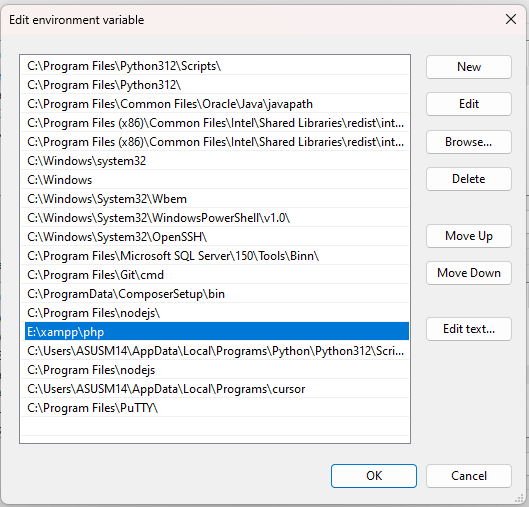 Edit environment variable
C:\Program Files\Python312\Scripts\
C:\Program Files\Python312\
C:\Program Files\Common Files\Oracle\Java\javapath
C:\Program Files (x86)\Common Files\Intel\Shared Libraries\redist\int...
C:\Program Files (x86)\Common Files\Intel\Shared Libraries\redist\int...
C:\Windows\system32
C:\Windows
C:\Windows\System32\Wbem
C:\Windows\System32\WindowsPowerShell\v1.0\
C:\Windows\System32\OpenSSH\
C:\Program Files\Microsoft SQL Server\150\Tools\Binn\
C:\Program Files\Git\cmd
C:\ProgramData\ComposerSetup\bin
C:\Program Files\nodejs\
E:\xampp\php
C:\Users\ASUSM14\AppData\Local\Programs\Python\Python312\Scri...
C:\Program Files\nodejs
C:\Users\ASUSM14\AppData\Local\Programs\cursor
C:\Program Files\PuTTY\
New
Edit
Browse...
Delete
Move Up
Move Down
Edit text...
OK
Cancel